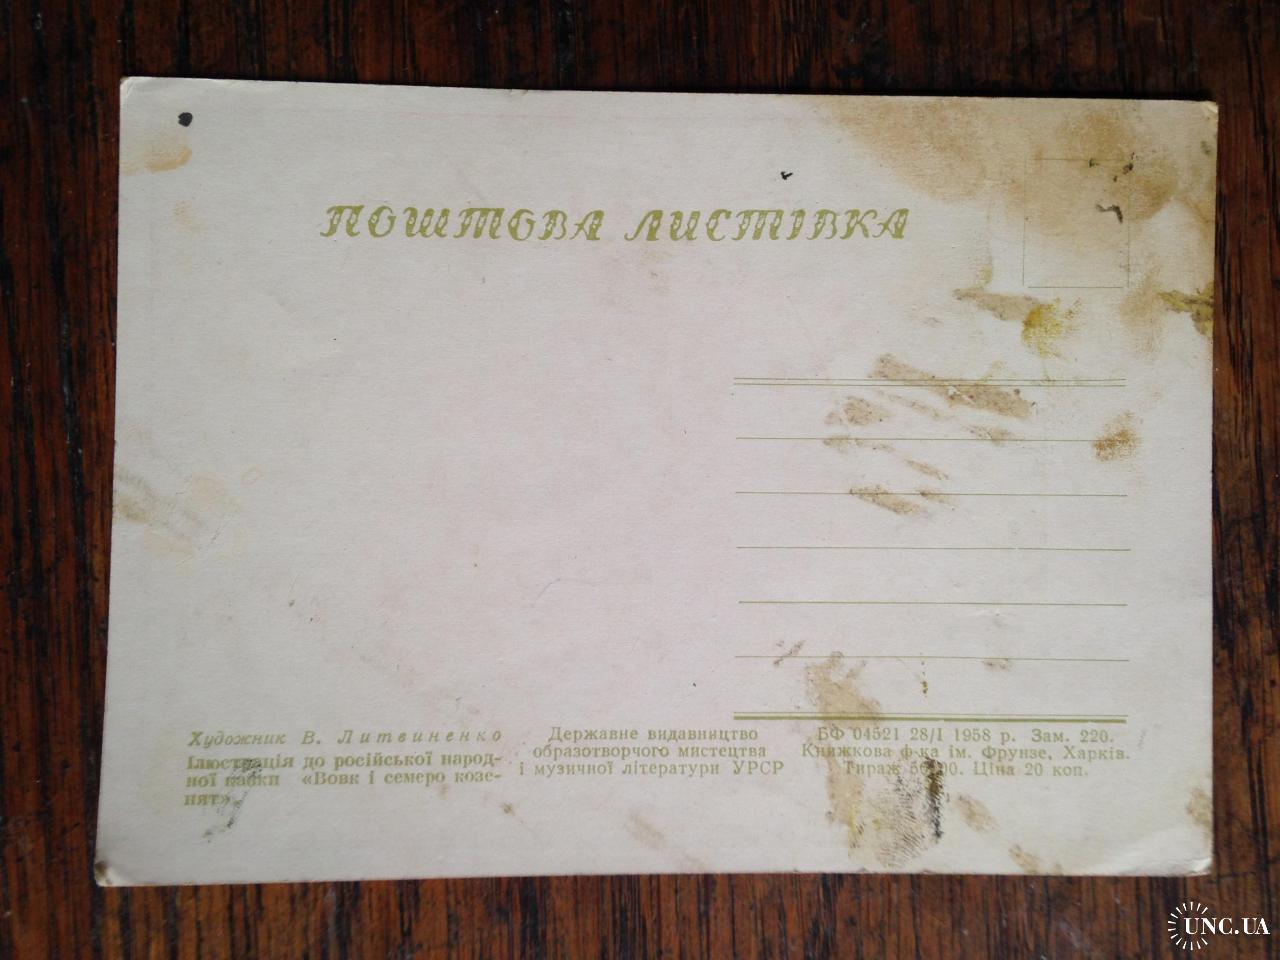 ПОШТОВА ЛИСТІВКА
Художник В. Литвиненко
Ілюстрація до російської народ-
ної казки «Вовк і семеро козе-
нят»
Державне видавництво
образотворчого мистецтва
і музичної літератури УРСР
БФ 04521 28/I 1958 р. Зам. 220.
Книжкова ф-ка ім. Фрунзе, Харків.
Тираж Ціна 20 коп.
UNC.UA